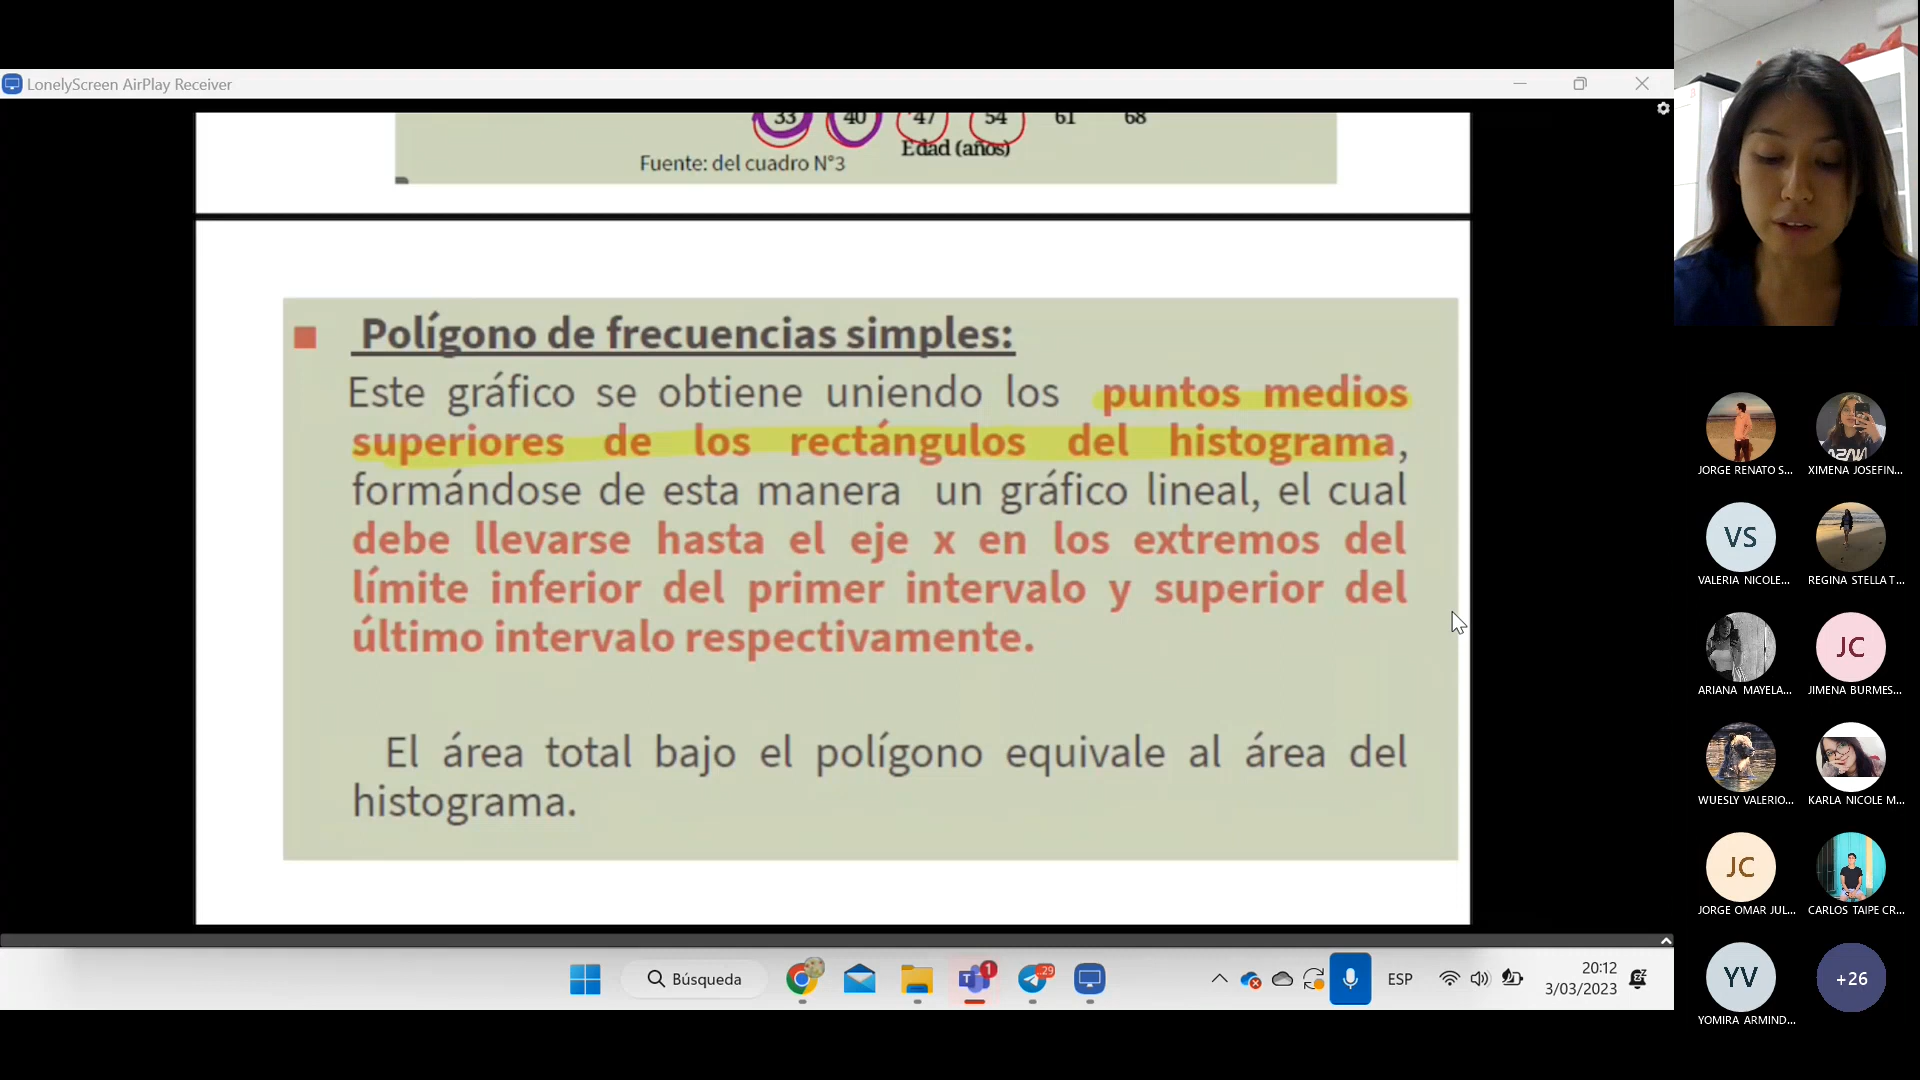 LonelyScreen AirPlay Receiver
33 40 47 54 61 68
Edad (años)
Fuente: del cuadro N°3
Polígono de frecuencias simples:
Este gráfico se obtiene uniendo los puntos medios
superiores de los rectángulos del histograma,
formándose de esta manera un gráfico lineal, el cual
debe llevarse hasta el eje x en los extremos del
límite inferior del primer intervalo y superior del
último intervalo respectivamente.
El área total bajo el polígono equivale al área del
histograma.
JORGE RENATO S...
XIMENA JOSEFIN...
VS
VALERIA NICOLE...
REGINA STELLA T...
ARIANA MAYELA...
JC
JIMENA BURMES...
WUESLY VALERIO...
KARLA NICOLE M...
JC
JORGE OMAR JUL...
CARLOS TAIPE CR...
YV
YOMIRA ARMIND...
+26
Búsqueda
1
29
ESP
20:12
3/03/2023